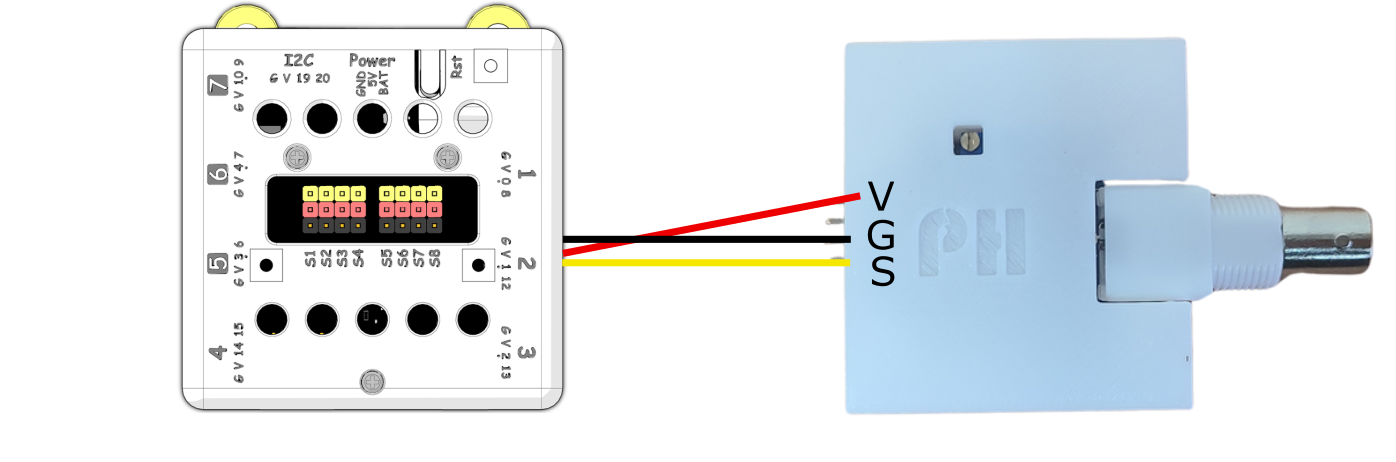 I2C
G V 19 20
Power
GND
5V
BAT
Rst
7
G V 10 9
6
G V 4 7
5
G V 3 6
4
G V 14 15
1
G V 0 8
2
G V 1 12
3
G V 2 13
S1
S2
S3
S4
S5
S6
S7
S8
V
G
S
PH